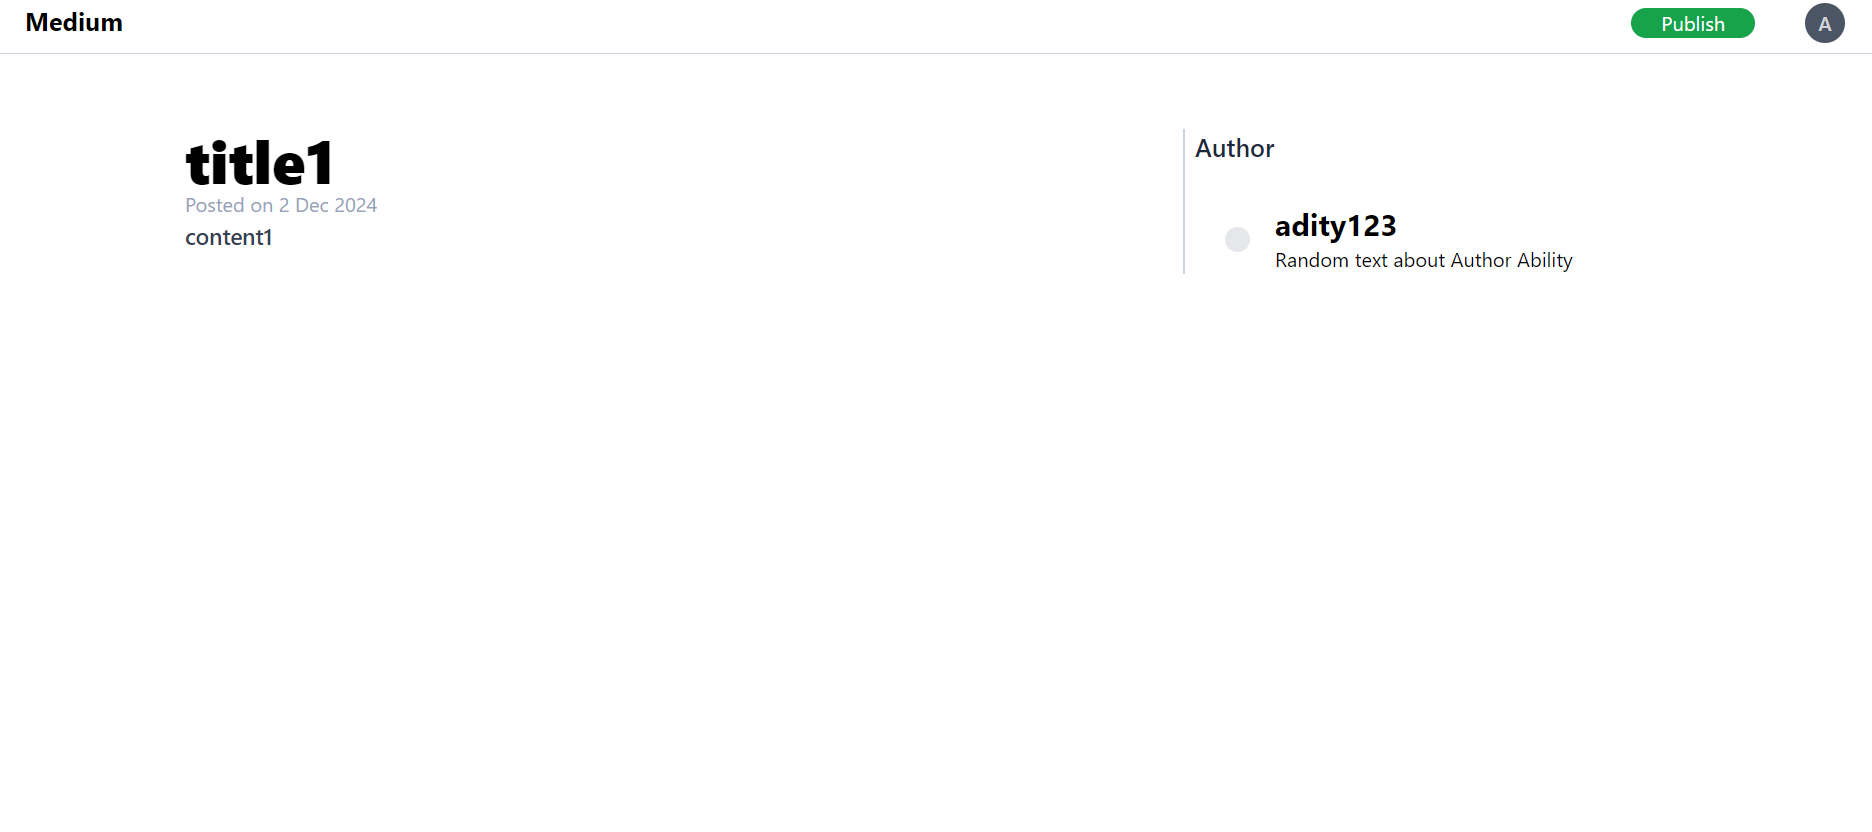 Medium
Publish
A
title1
Posted on 2 Dec 2024
content1
Author
adity123
Random text about Author Ability